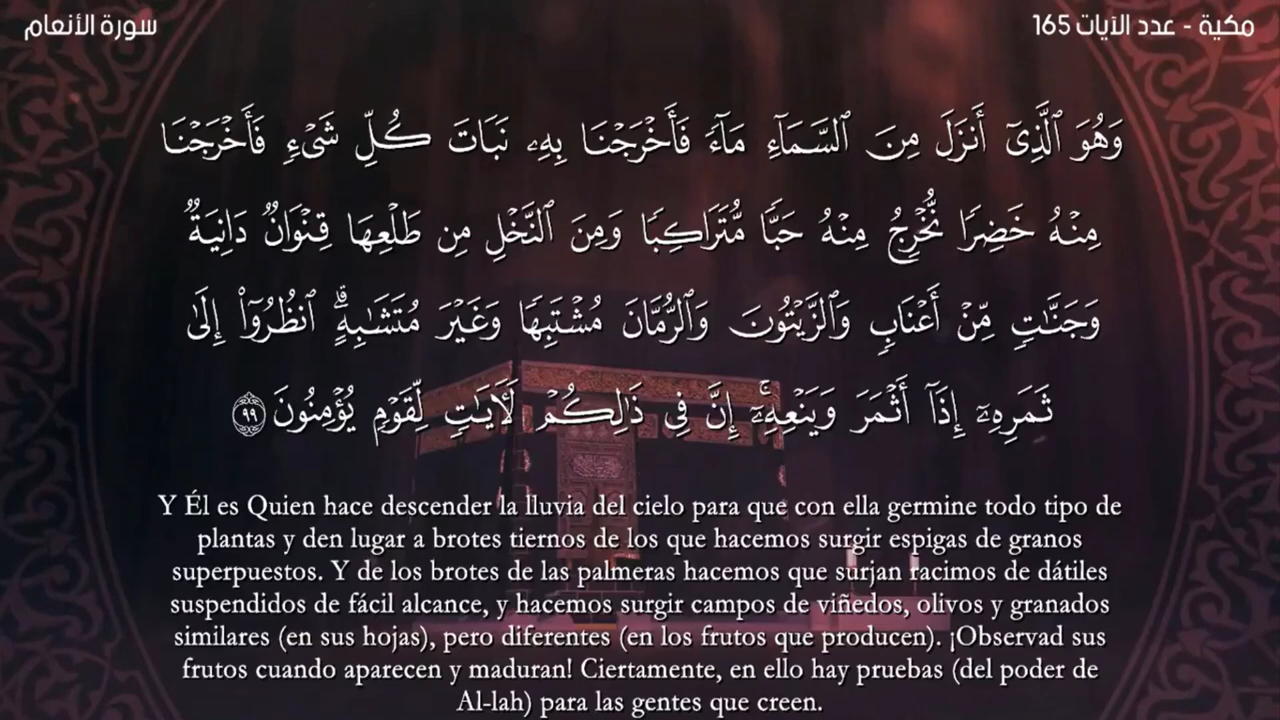 مكية - عدد الآيات 165
سورة الأنعام
وَهُوَ ٱلَّذِىٓ أَنزَلَ مِنَ ٱلسَّمَآءِ مَآءً فَأَخْرَجْنَا بِهِۦ نَبَاتَ كُلِّ شَىْءٍ فَأَخْرَجْنَا
مِنْهُ خَضِرًا نُّخْرِجُ مِنْهُ حَبًّا مُّتَرَاكِبًا وَمِنَ ٱلنَّخْلِ مِن طَلْعِهَا قِنْوَانٌ دَانِيَةٌ
وَجَنَّـٰتٍ مِّنْ أَعْنَابٍ وَٱلزَّيْتُونَ وَٱلرُّمَّانَ مُشْتَبِهًا وَغَيْرَ مُتَشَـٰبِهٍ ۗ ٱنظُرُوٓا۟ إِلَىٰ
ثَمَرِهِۦٓ إِذَآ أَثْمَرَ وَيَنْعِهِۦٓ ۚ إِنَّ فِى ذَٰلِكُمْ لَـَٔايَـٰتٍ لِّقَوْمٍ يُؤْمِنُونَ ٩٩
Y Él es Quien hace descender la lluvia del cielo para que con ella germine todo tipo de
plantas y den lugar a brotes tiernos de los que hacemos surgir espigas de granos
superpuestos. Y de los brotes de las palmeras hacemos que surjan racimos de dátiles
suspendidos de fácil alcance, y hacemos surgir campos de viñedos, olivos y granados
similares (en sus hojas), pero diferentes (en los frutos que producen). ¡Observad sus
frutos cuando aparecen y maduran! Ciertamente, en ello hay pruebas (del poder de
Al-lah) para las gentes que creen.